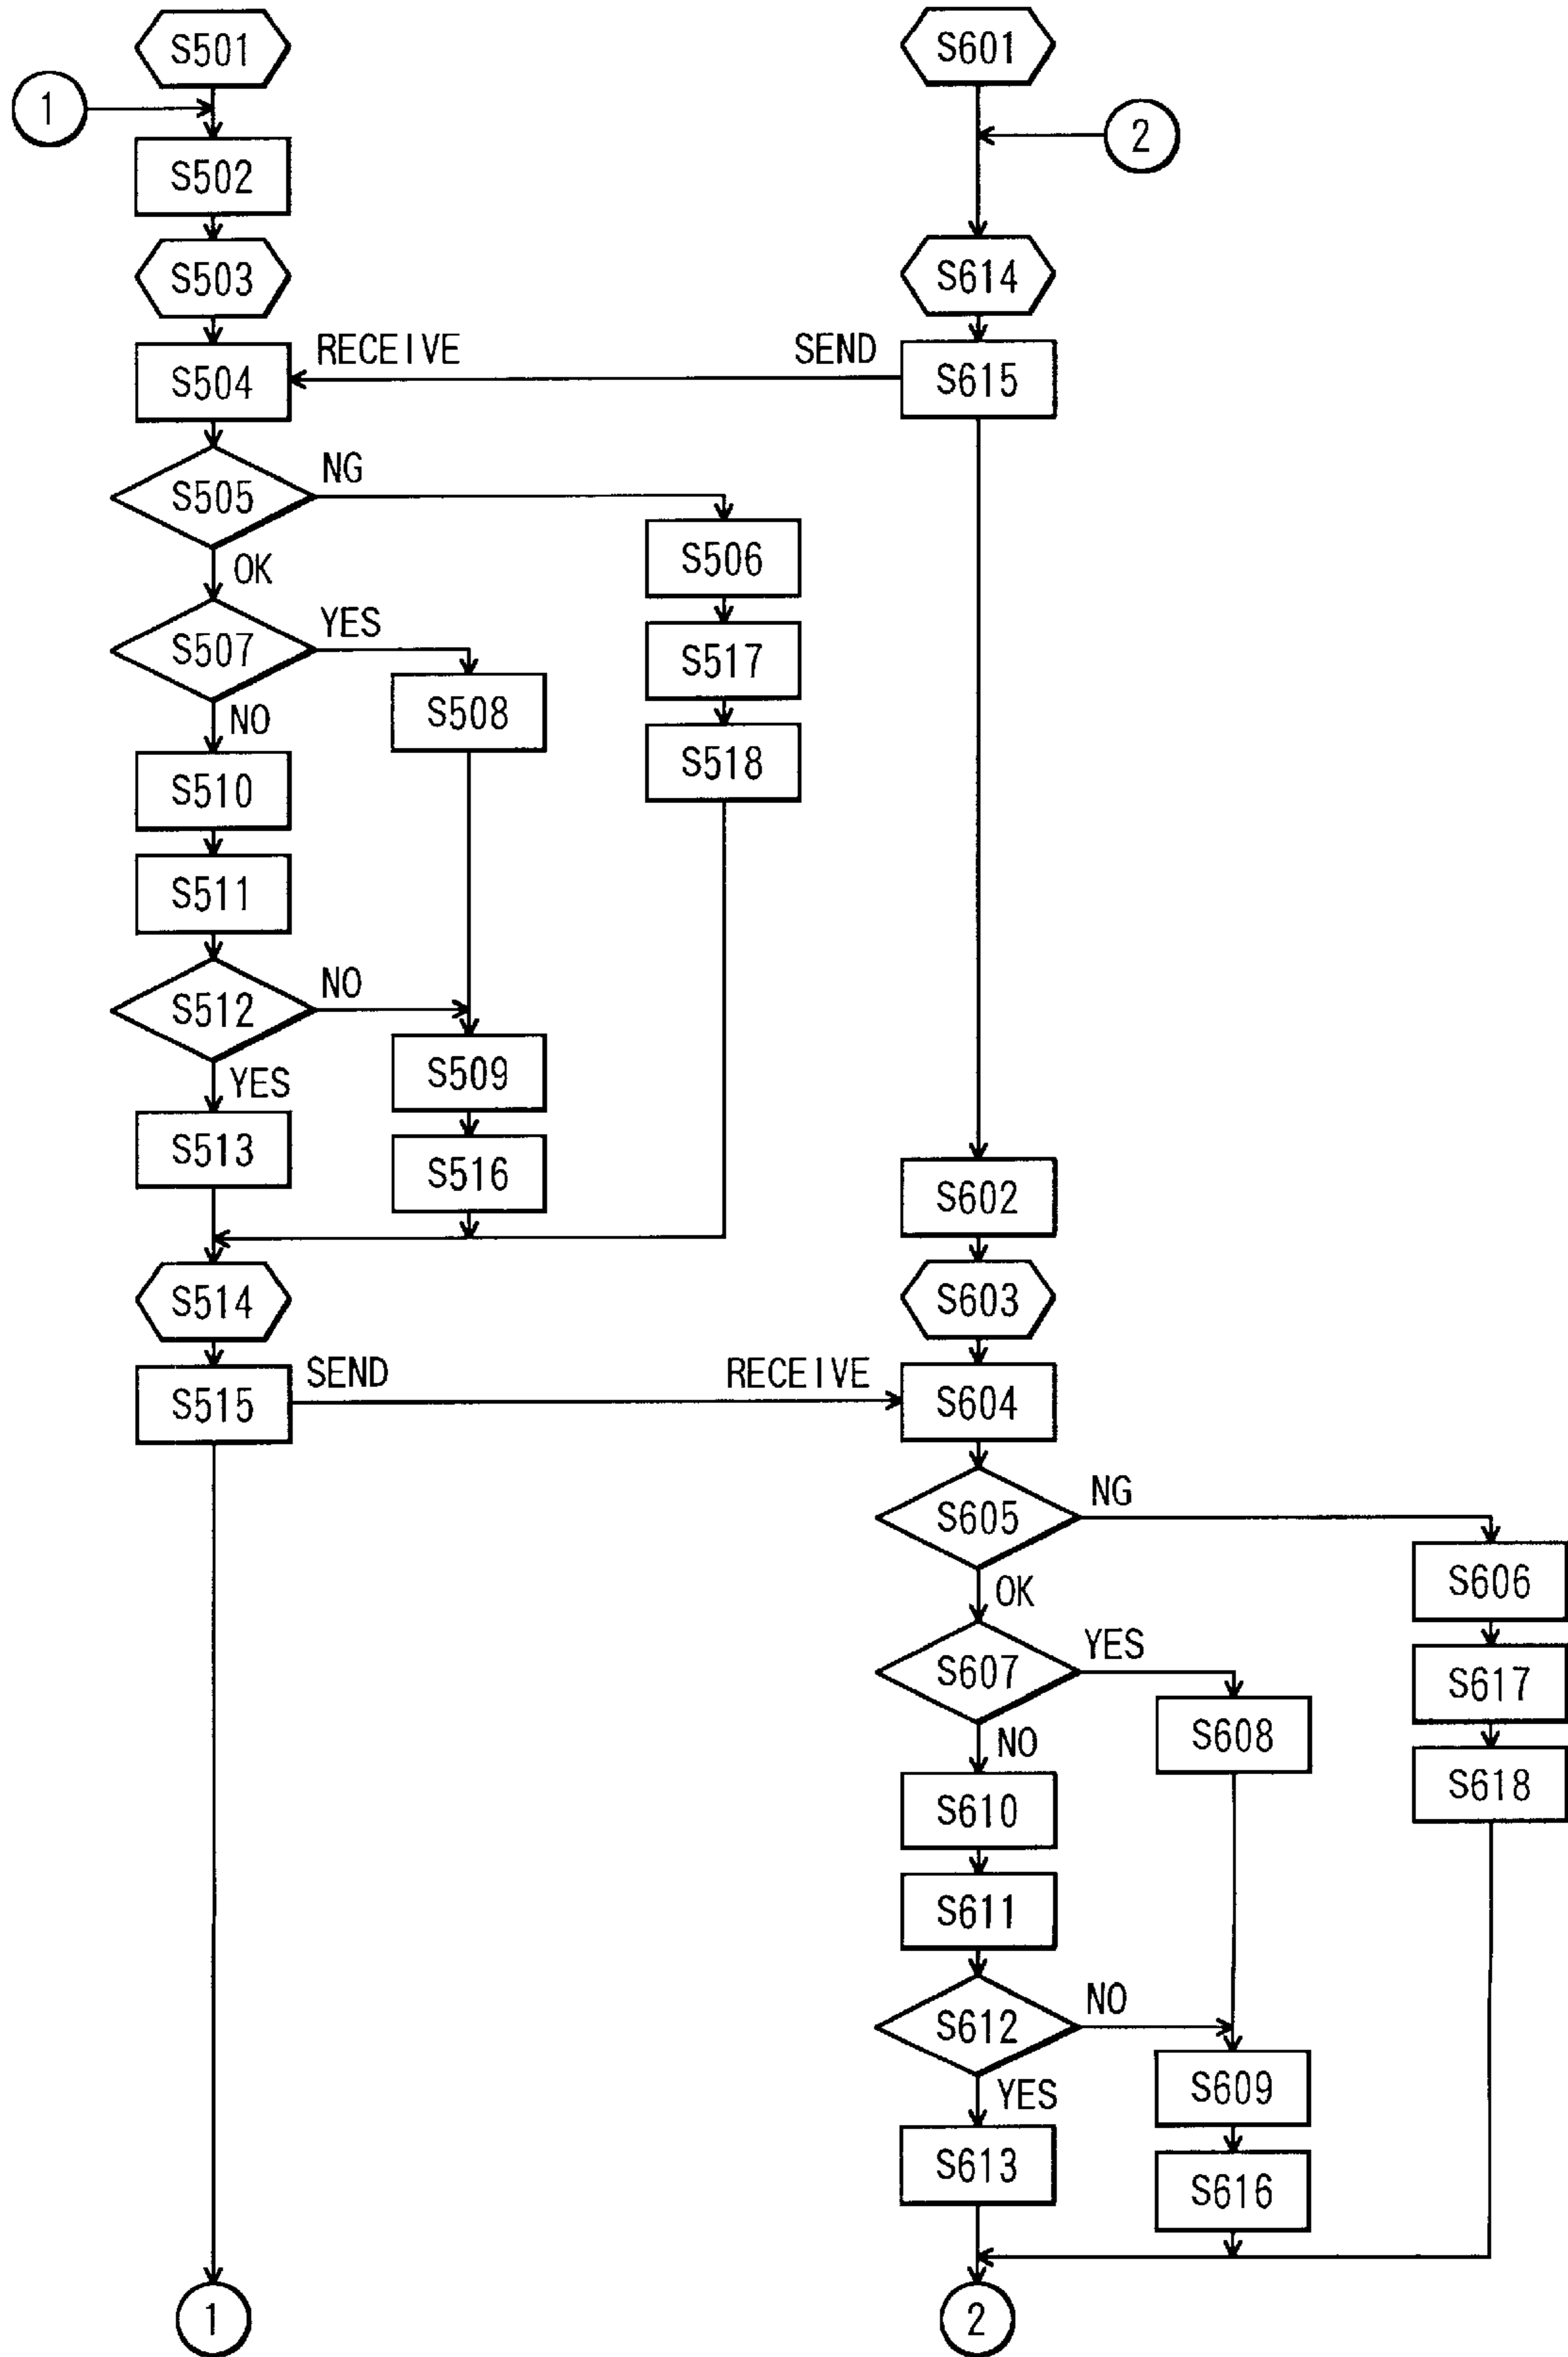 S501
S601
1
2
S502
S503
S614
RECEIVE
SEND
S504
S615
S505
NG
S506
OK
S507
YES
S517
S508
NO
S518
S510
S511
S512
NO
S509
YES
S513
S516
S602
S514
S603
SEND
RECEIVE
S515
S604
S605
NG
S606
OK
S607
YES
S617
S608
NO
S618
S610
S611
S612
NO
S609
YES
S613
S616
1
2